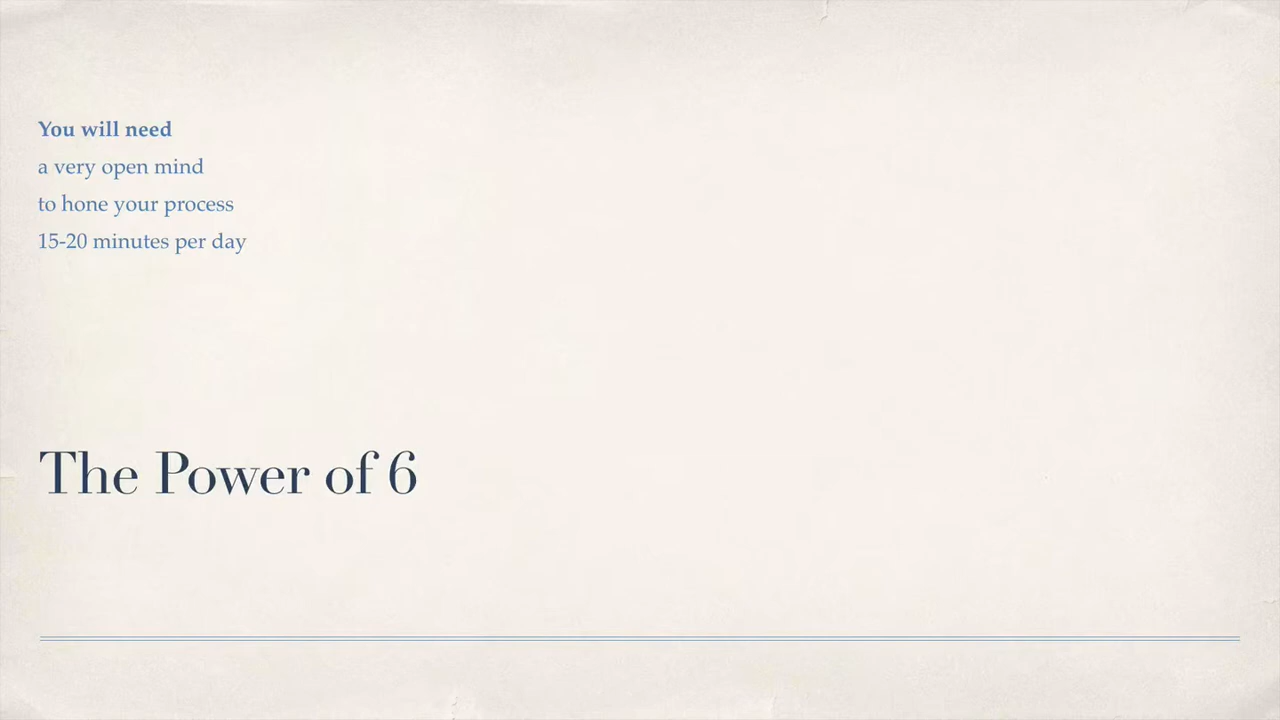 You will need
a very open mind
to hone your process
15-20 minutes per day
The Power of 6